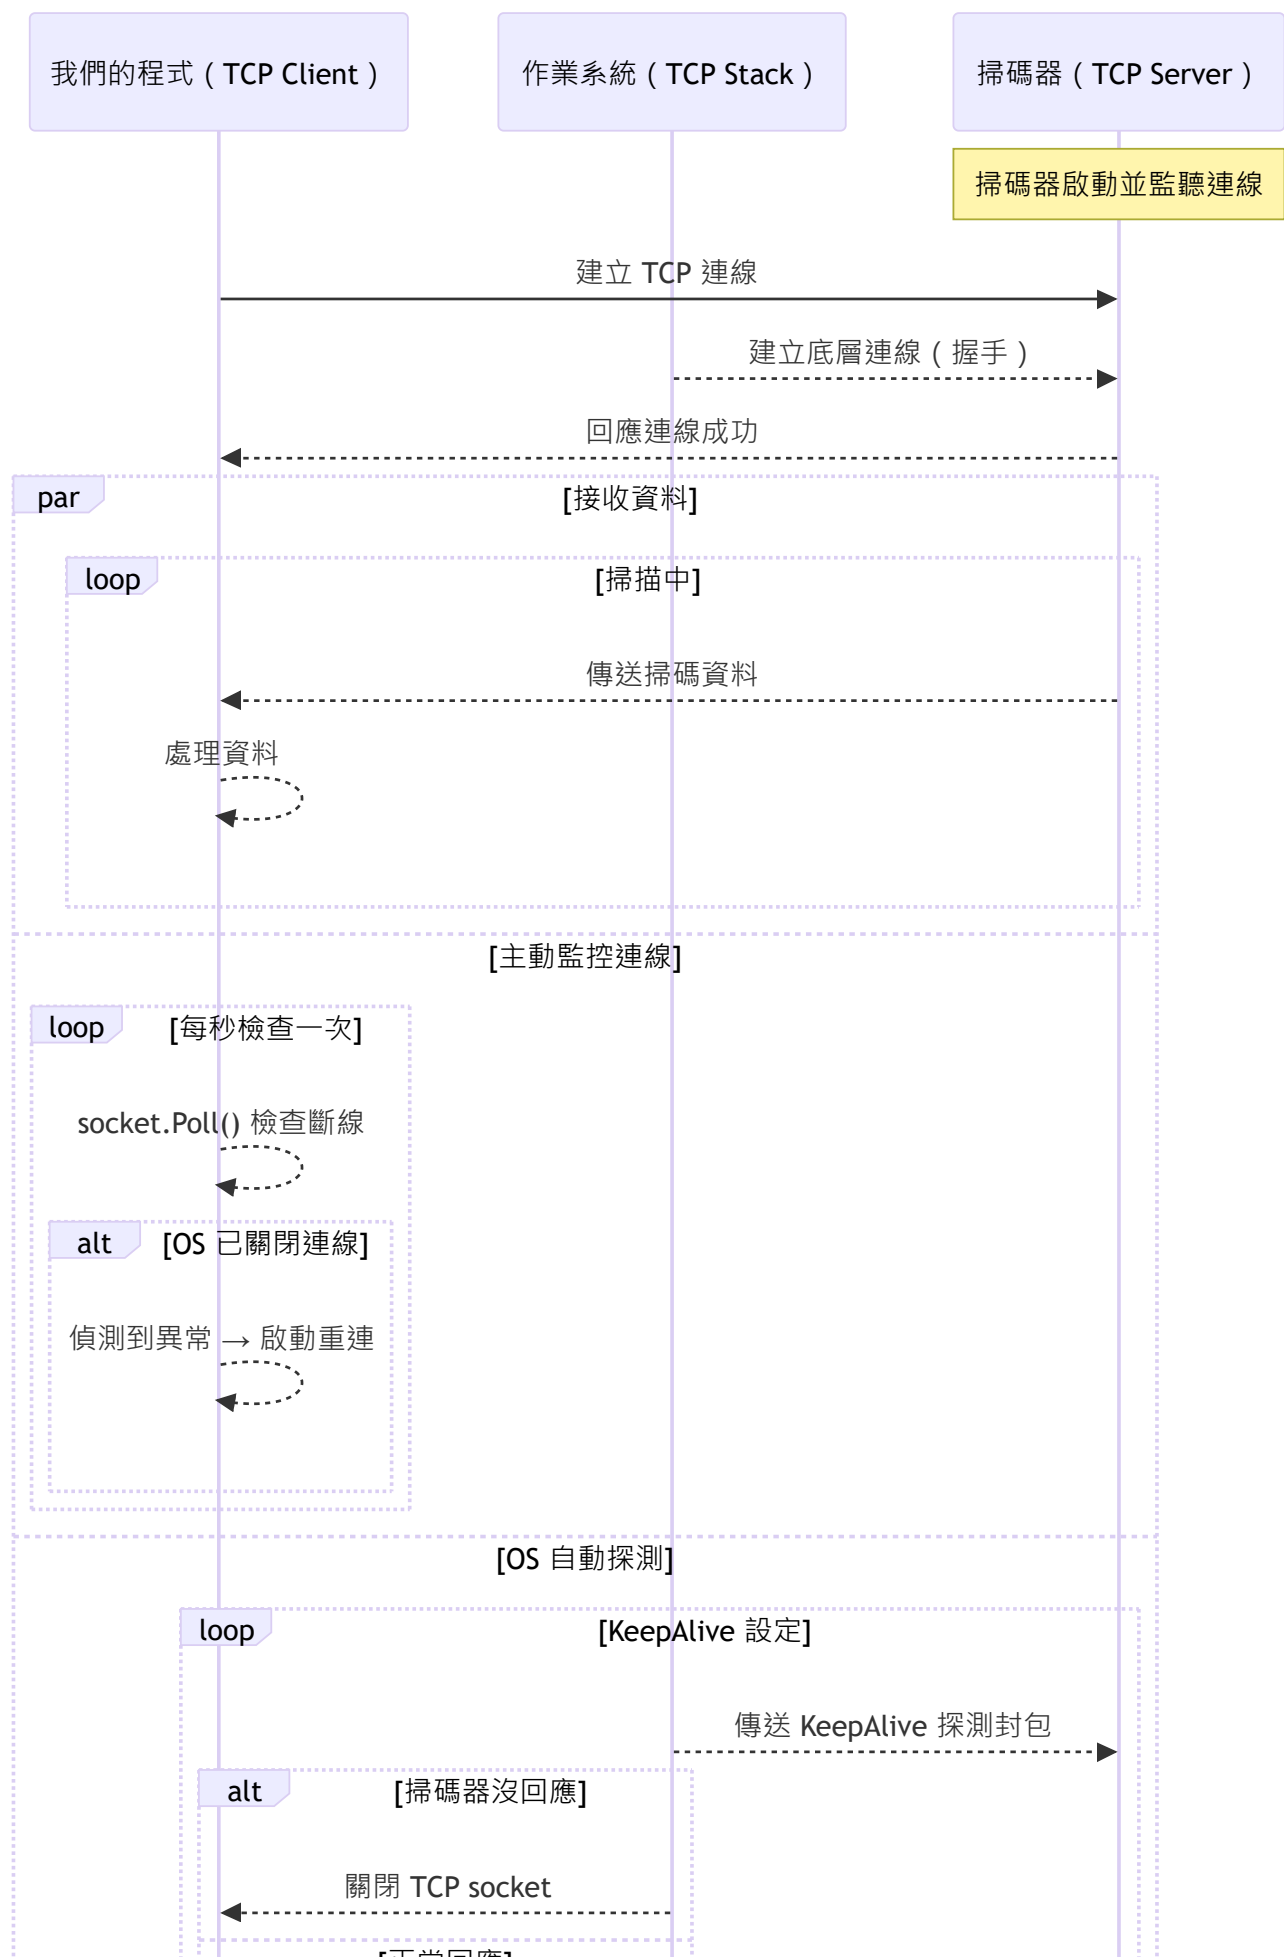 我們的程式 ( TCP Client )
作業系統 ( TCP Stack )
掃碼器 ( TCP Server )
掃碼器啟動並監聽連線
建立 TCP 連線
建立底層連線 ( 握手 )
回應連線成功
par
[接收資料]
loop
[掃描中]
傳送掃碼資料
處理資料
[主動監控連線]
loop
[每秒檢查一次]
socket.Poll() 檢查斷線
alt
[OS 已關閉連線]
偵測到異常 → 啟動重連
[OS 自動探測]
loop
[KeepAlive 設定]
傳送 KeepAlive 探測封包
alt
[掃碼器沒回應]
關閉 TCP socket
[正常回應]